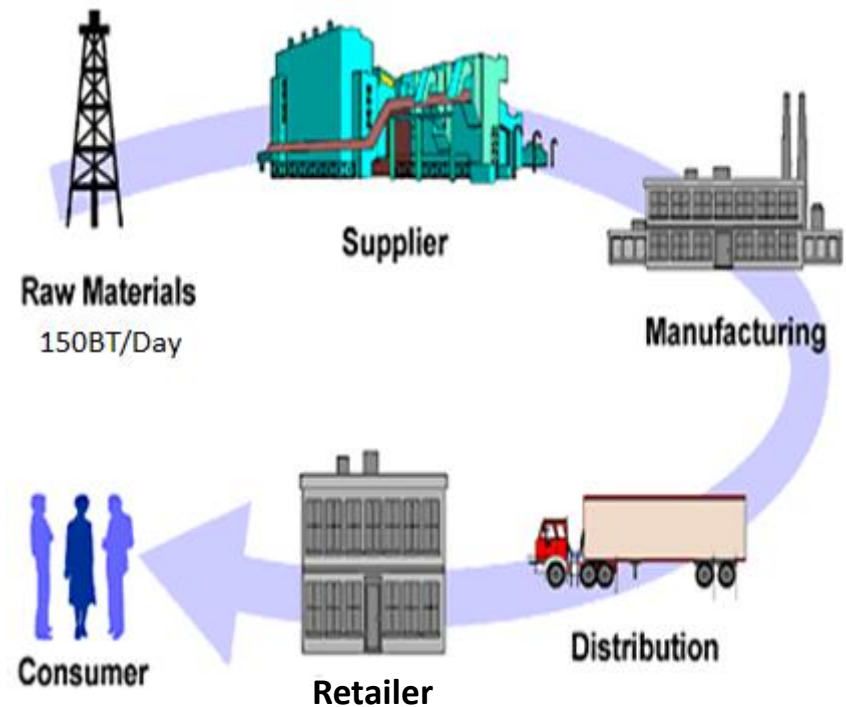 Raw Materials
150BT/Day
Supplier
Manufacturing
Distribution
Retailer
Consumer